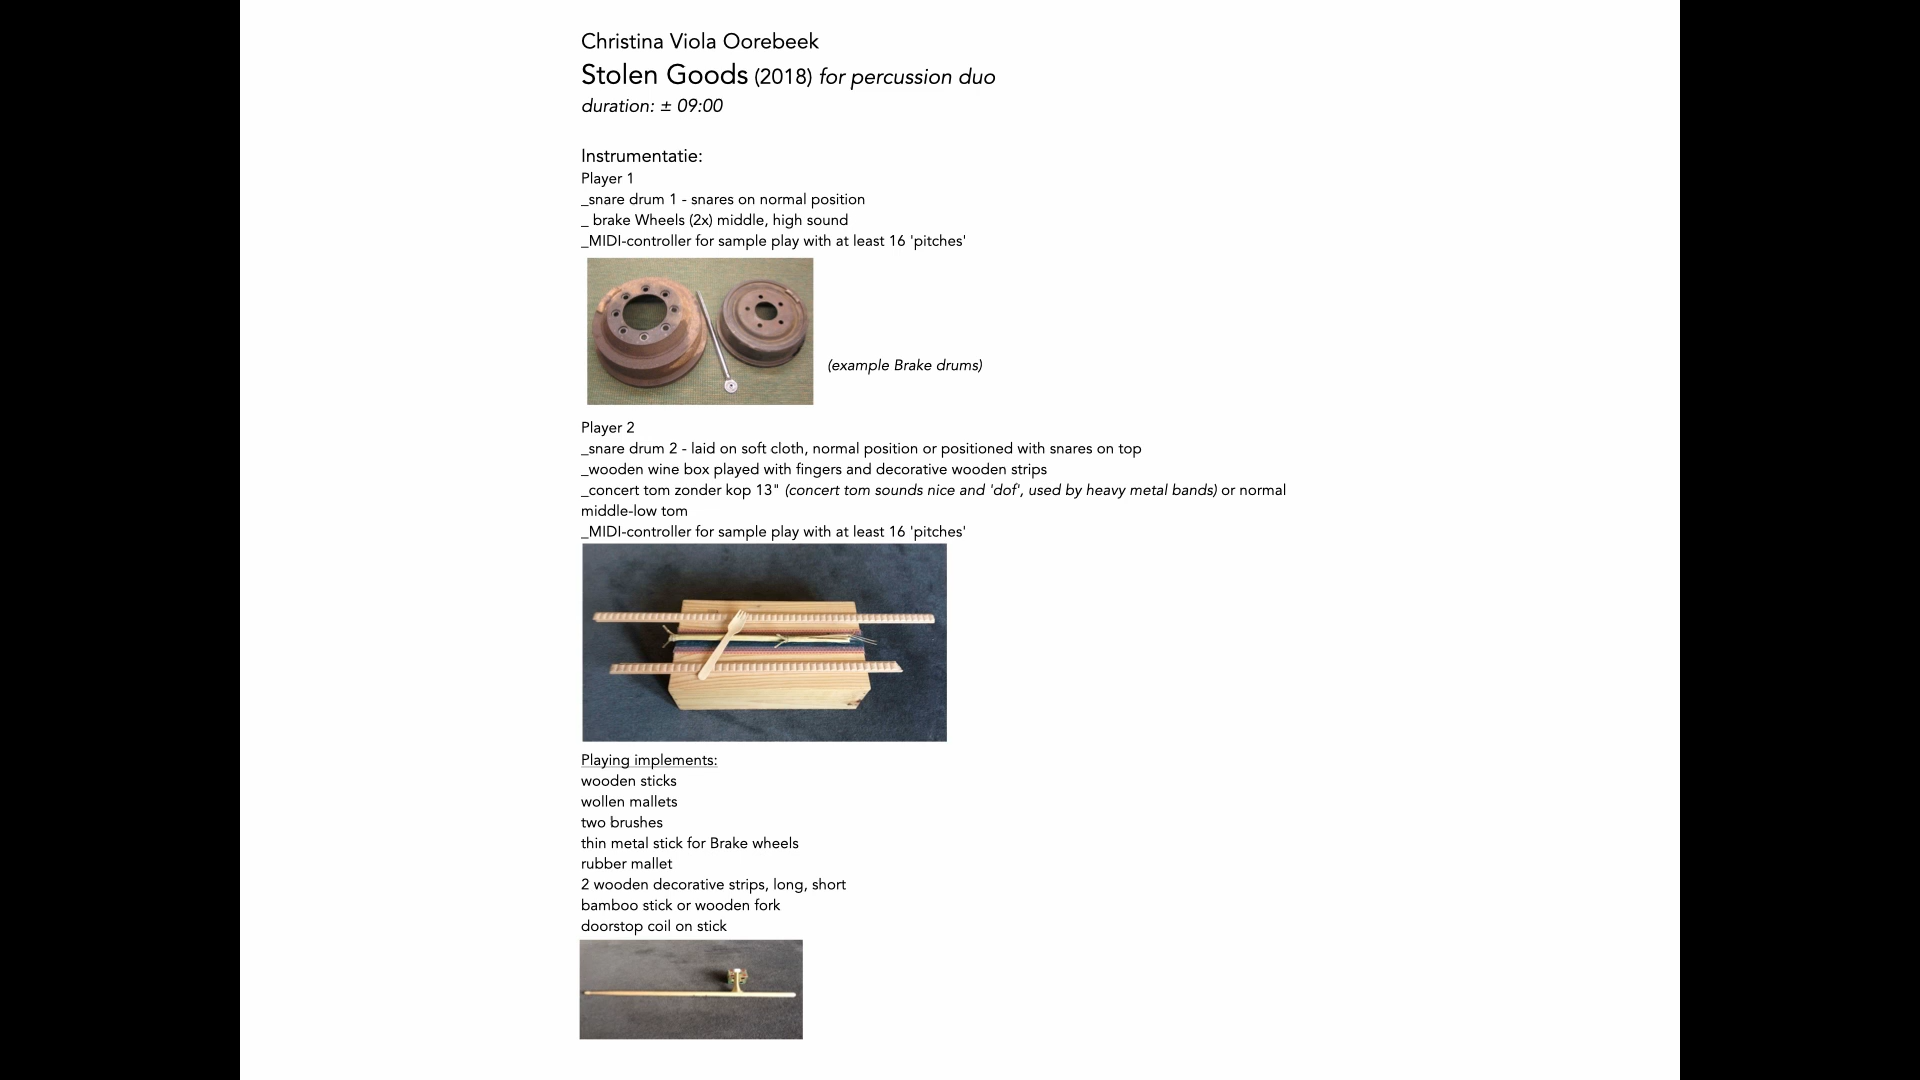 Christina Viola Oorebeek
Stolen Goods (2018) for percussion duo
duration: ± 09:00
Instrumentatie:
Player 1
_snare drum 1 - snares on normal position
_ brake Wheels (2x) middle, high sound
_MIDI-controller for sample play with at least 16 'pitches'
(example Brake drums)
Player 2
_snare drum 2 - laid on soft cloth, normal position or positioned with snares on top
_wooden wine box played with fingers and decorative wooden strips
_concert tom zonder kop 13" (concert tom sounds nice and 'dof', used by heavy metal bands) or normal
middle-low tom
_MIDI-controller for sample play with at least 16 'pitches'
Playing implements:
wooden sticks
wollen mallets
two brushes
thin metal stick for Brake wheels
rubber mallet
2 wooden decorative strips, long, short
bamboo stick or wooden fork
doorstop coil on stick